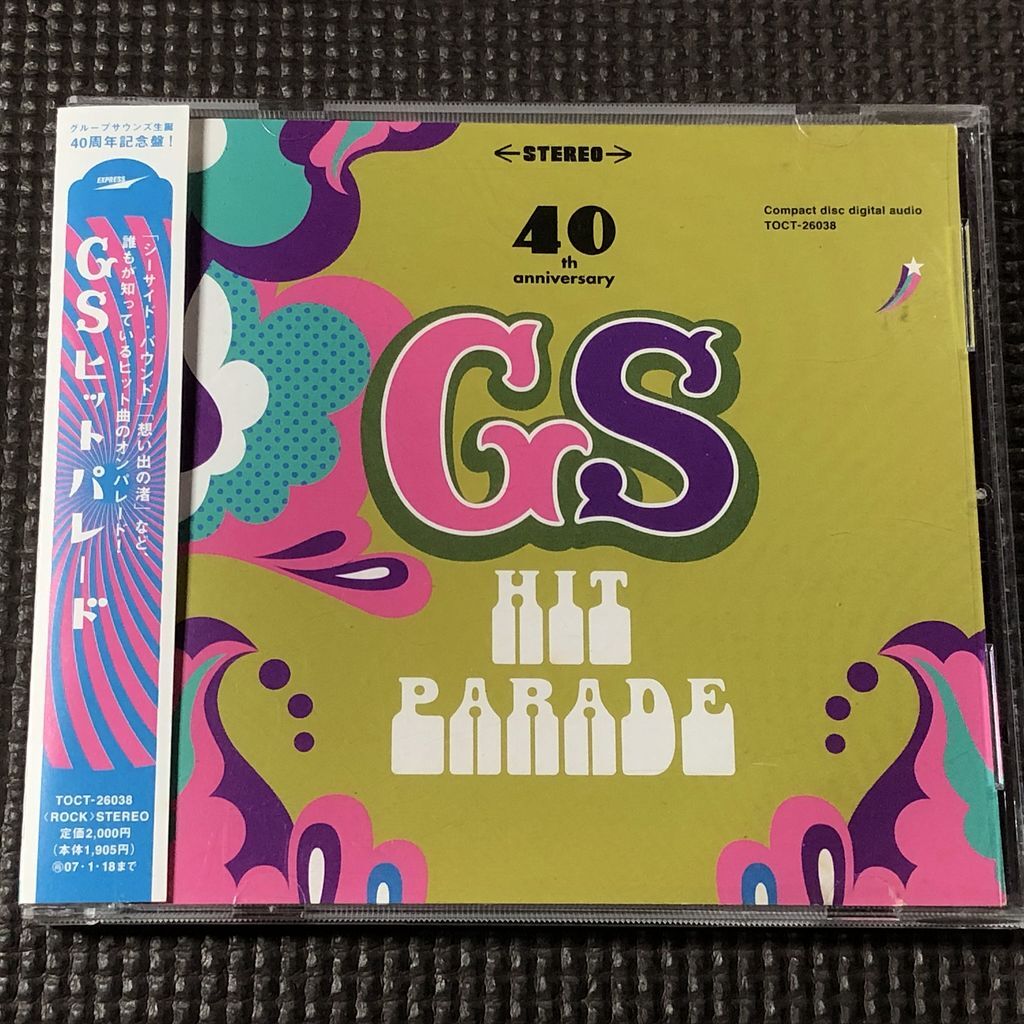 グループサウンズ生誕
40周年記念盤！
EXPRESS
「シーサイド・バウンド」「想い出の渚」など、
誰もが知っているヒット曲のオンパレード！
GSヒットパレード
TOCT-26038
〈ROCK〉STEREO
定価2,000円
(本体1,905円)
㋿07・1・18まで
STEREO
40
th
anniversary
Compact disc digital audio
TOCT-26038
GS
HIT
PARADE